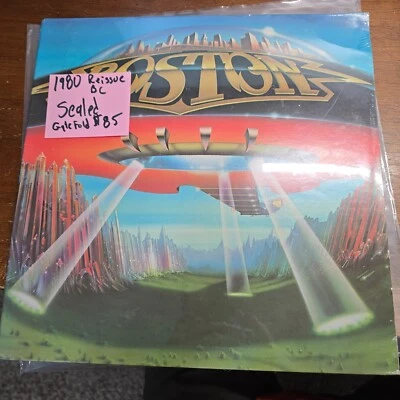 BOSTON
1980 Reissue
BC
Sealed
Gatefold $85